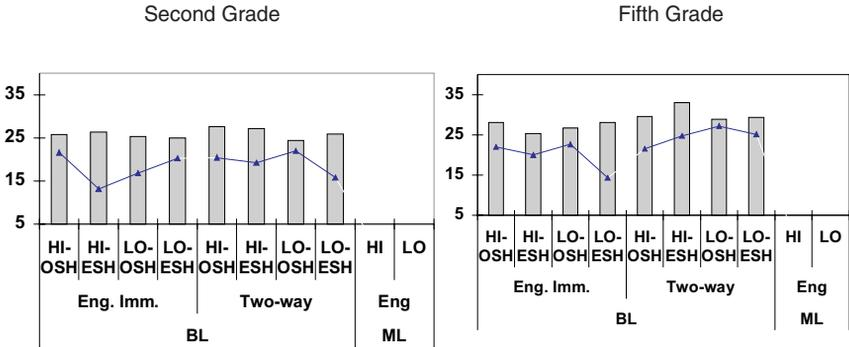 Second Grade
35
25
15
5
HI-OSH HI-ESH LO-OSH LO-ESH HI-OSH HI-ESH LO-OSH LO-ESH HI LO
Eng. Imm. Two-way Eng
BL ML
Fifth Grade
35
25
15
5
HI-OSH HI-ESH LO-OSH LO-ESH HI-OSH HI-ESH LO-OSH LO-ESH HI LO
Eng. Imm. Two-way Eng
BL ML